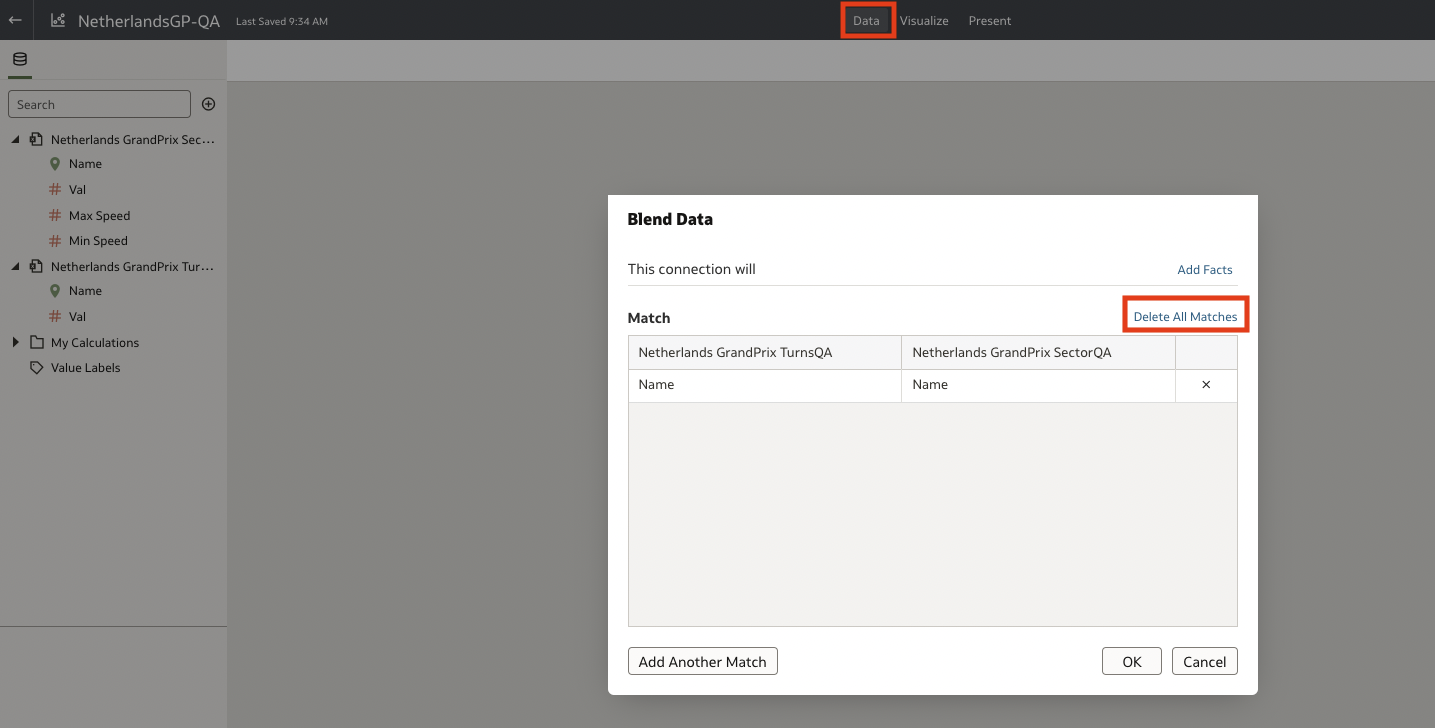 NetherlandsGP-QA Last Saved 9:34 AM Data Visualize Present
Search
Netherlands GrandPrix Sec...
Name
Val
Max Speed
Min Speed
Netherlands GrandPrix Tur...
Name
Val
My Calculations
Value Labels
Blend Data
This connection will Add Facts
Match Delete All Matches
Netherlands GrandPrix TurnsQA Netherlands GrandPrix SectorQA
Name Name
Add Another Match OK Cancel